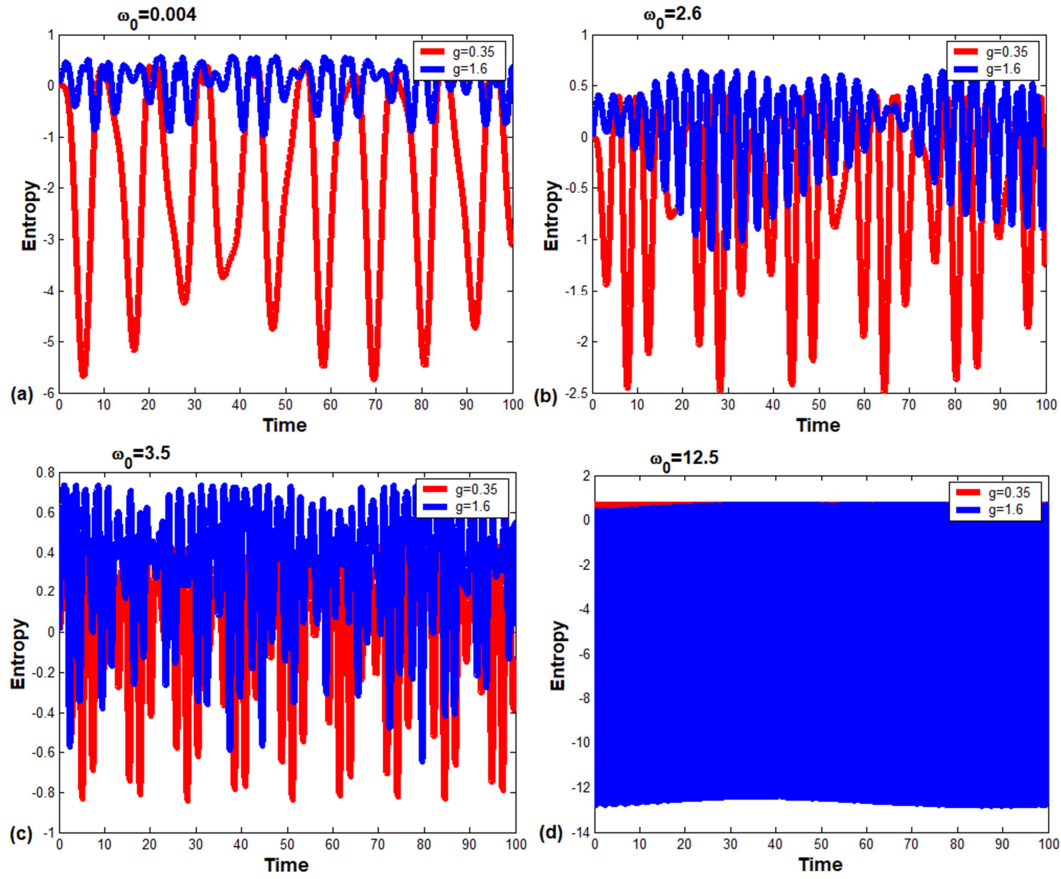 ω0=0.004
1
0
-1
-2
-3
-4
-5
-6
Entropy
g=0.35
g=1.6
0 10 20 30 40 50 60 70 80 90 100
Time
(a)
ω0=2.6
1
0.5
0
-0.5
-1
-1.5
-2
-2.5
Entropy
g=0.35
g=1.6
0 10 20 30 40 50 60 70 80 90 100
Time
(b)
ω0=3.5
0.8
0.6
0.4
0.2
0
-0.2
-0.4
-0.6
-0.8
-1
Entropy
g=0.35
g=1.6
0 10 20 30 40 50 60 70 80 90 100
Time
(c)
ω0=12.5
2
0
-2
-4
-6
-8
-10
-12
-14
Entropy
g=0.35
g=1.6
0 10 20 30 40 50 60 70 80 90 100
Time
(d)